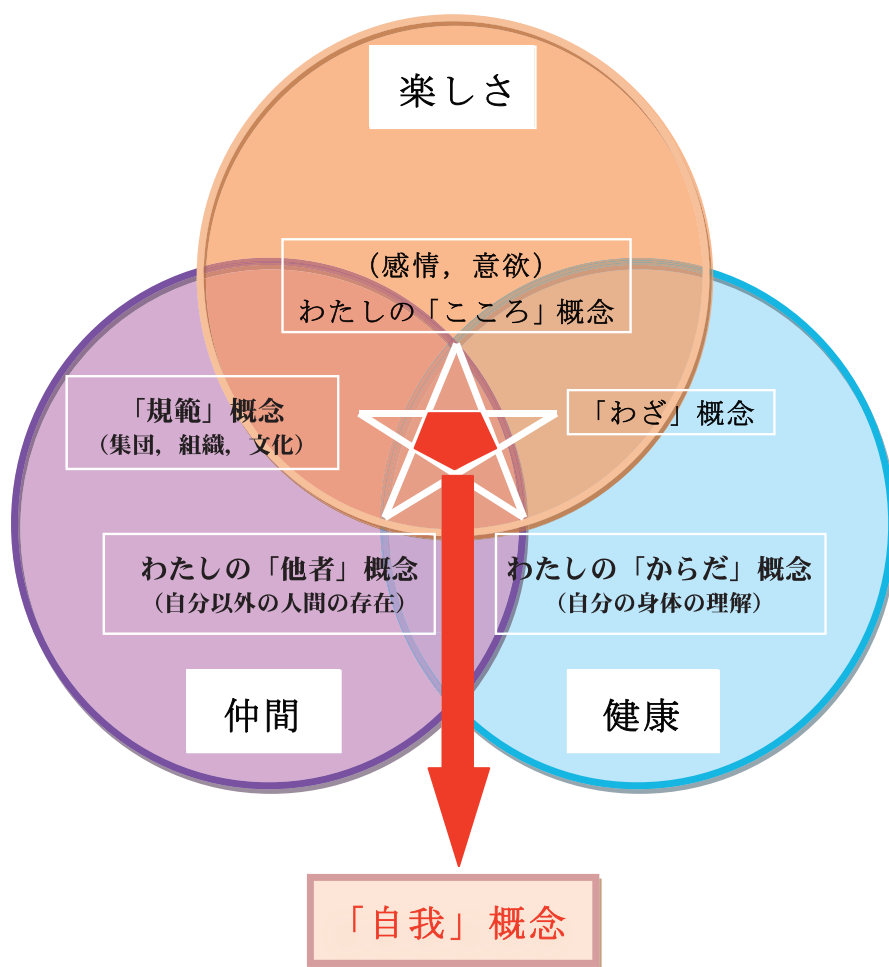 楽しさ
（感情，意欲）
わたしの「こころ」概念
「規範」概念
（集団，組織，文化）
「わざ」概念
わたしの「他者」概念
（自分以外の人間の存在）
わたしの「からだ」概念
（自分の身体の理解）
仲間
健康
「自我」概念